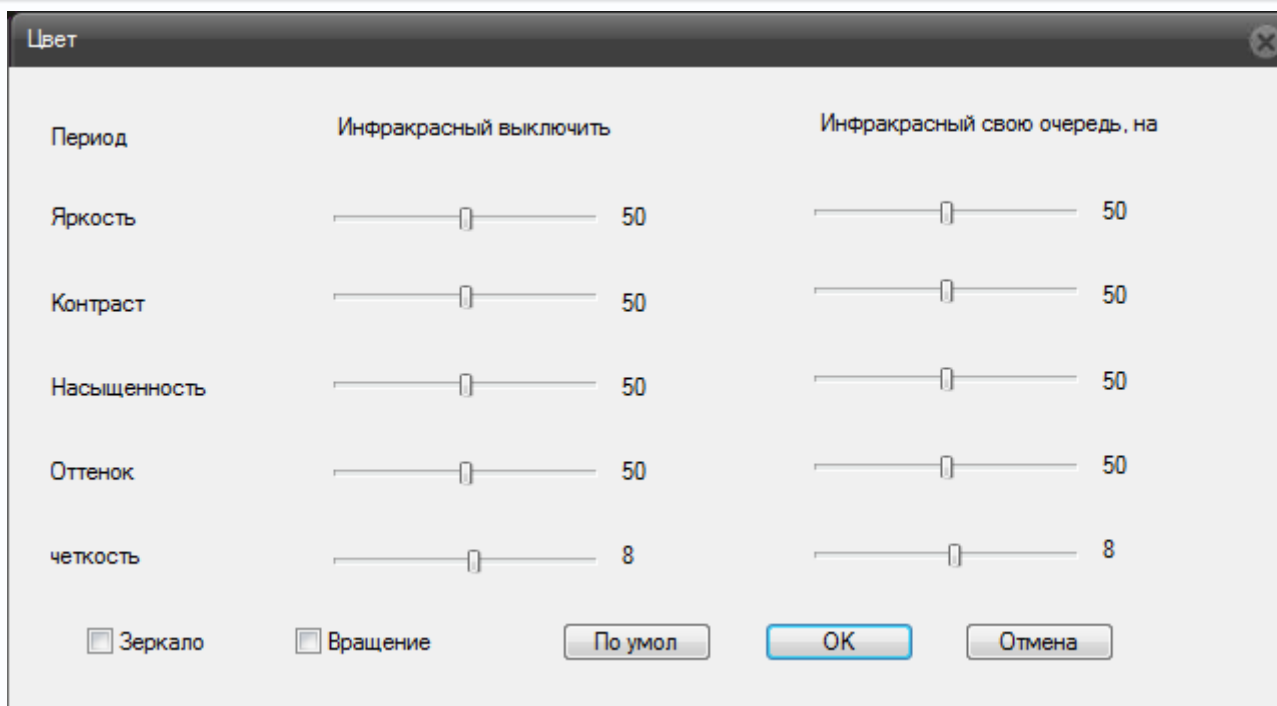 Цвет
Период Инфракрасный выключить Инфракрасный свою очередь, на
Яркость 50 50
Контраст 50 50
Насыщенность 50 50
Оттенок 50 50
четкость 8 8
Зеркало Вращение По умол OK Отмена